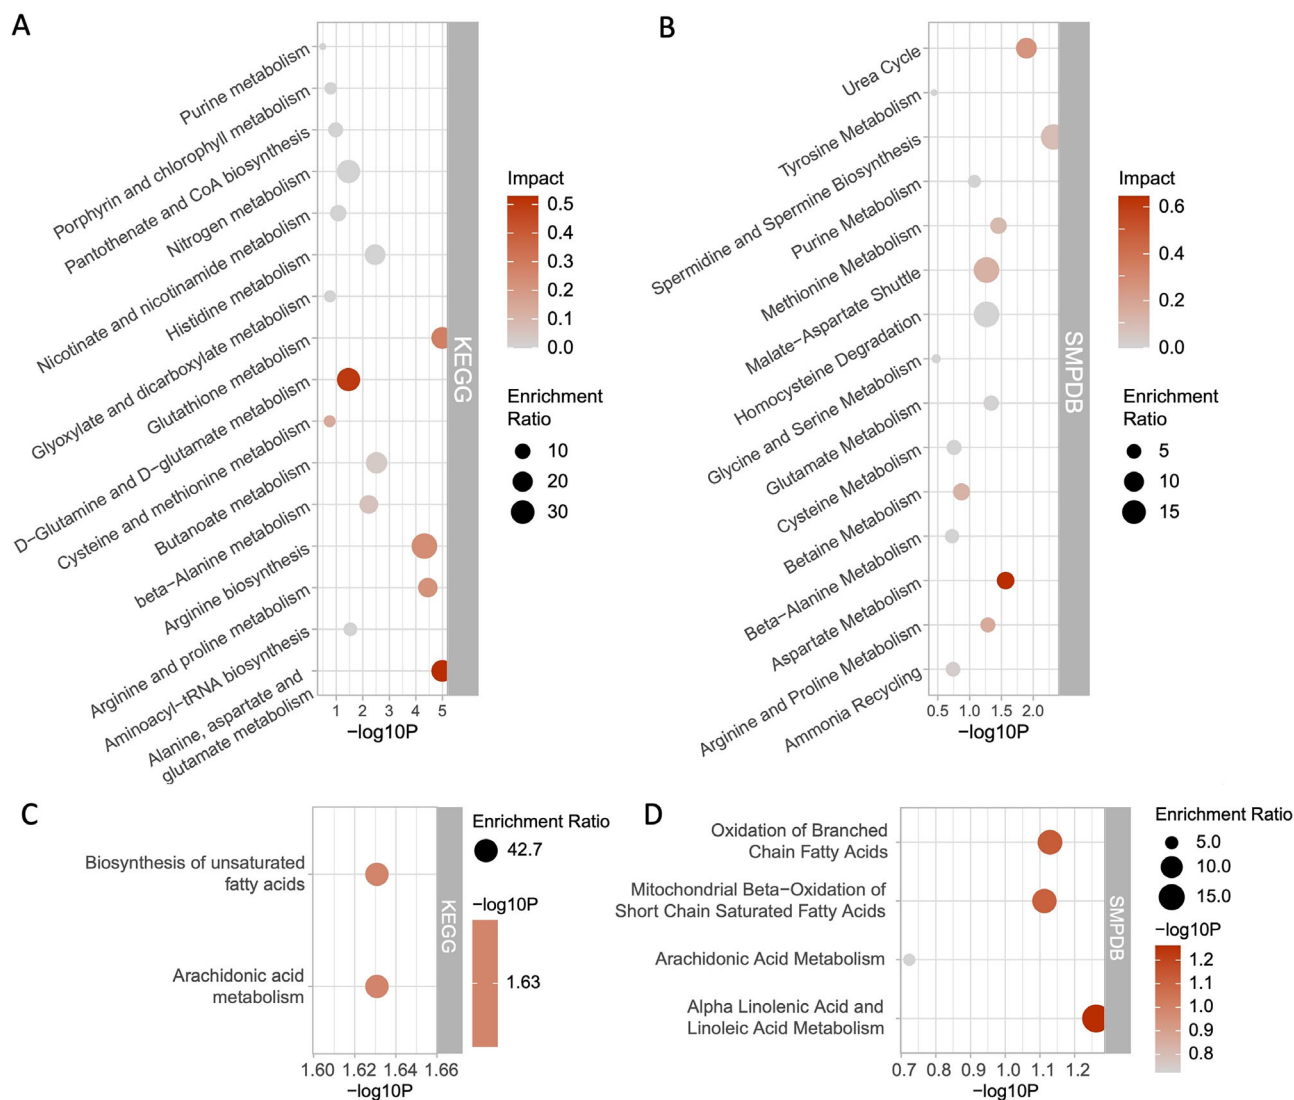 A
Purine metabolism
Porphyrin and chlorophyll metabolism
Pantothenate and CoA biosynthesis
Nitrogen metabolism
Nicotinate and nicotinamide metabolism
Histidine metabolism
Glyoxylate and dicarboxylate metabolism
Glutathione metabolism
D−Glutamine and D−glutamate metabolism
Cysteine and methionine metabolism
Butanoate metabolism
beta−Alanine metabolism
Arginine biosynthesis
Arginine and proline metabolism
Aminoacyl−tRNA biosynthesis
Alanine, aspartate and
glutamate metabolism
1 2 3 4 5
−log10P
KEGG
Impact
0.5
0.4
0.3
0.2
0.1
0.0
Enrichment
Ratio
10
20
30
B
Urea Cycle
Tyrosine Metabolism
Spermidine and Spermine Biosynthesis
Purine Metabolism
Methionine Metabolism
Malate−Aspartate Shuttle
Homocysteine Degradation
Glycine and Serine Metabolism
Glutamate Metabolism
Cysteine Metabolism
Betaine Metabolism
Beta−Alanine Metabolism
Aspartate Metabolism
Arginine and Proline Metabolism
Ammonia Recycling
0.5 1.0 1.5 2.0
−log10P
SMPDB
Impact
0.6
0.4
0.2
0.0
Enrichment
Ratio
5
10
15
C
Biosynthesis of unsaturated
fatty acids
Arachidonic acid
metabolism
1.60 1.62 1.64 1.66
−log10P
KEGG
Enrichment Ratio
42.7
−log10P
1.63
D
Oxidation of Branched
Chain Fatty Acids
Mitochondrial Beta−Oxidation of
Short Chain Saturated Fatty Acids
Arachidonic Acid Metabolism
Alpha Linolenic Acid and
Linoleic Acid Metabolism
0.7 0.8 0.9 1.0 1.1 1.2
−log10P
SMPDB
Enrichment Ratio
5.0
10.0
15.0
−log10P
1.2
1.1
1.0
0.9
0.8